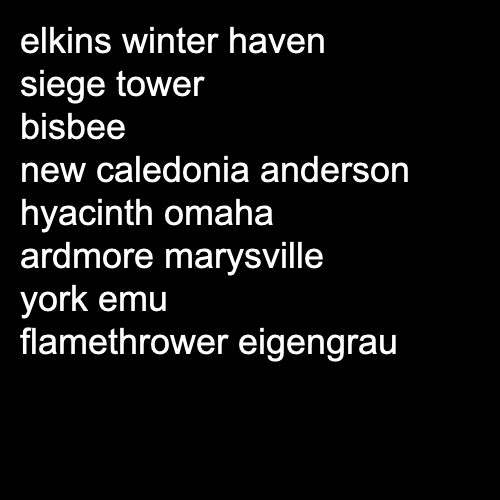 elkins winter haven
siege tower
bisbee
new caledonia anderson
hyacinth omaha
ardmore marysville
york emu
flamethrower eigengrau